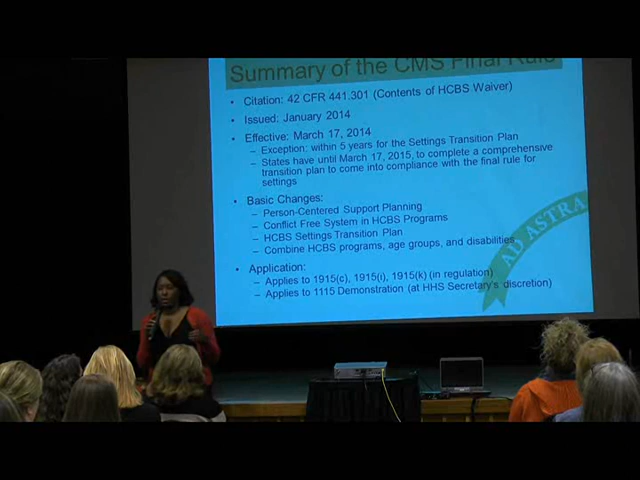 Summary of the CMS Final Rule
• Citation: 42 CFR 441.301 (Contents of HCBS Waiver)
• Issued: January 2014
• Effective: March 17, 2014
– Exception: within 5 years for the Settings Transition Plan
– States have until March 17, 2015, to complete a comprehensive
transition plan to come into compliance with the final rule for
settings
• Basic Changes:
– Person-Centered Support Planning
– Conflict Free System in HCBS Programs
– HCBS Settings Transition Plan
– Combine HCBS programs, age groups, and disabilities
• Application:
– Applies to 1915(c), 1915(i), 1915(k) (in regulation)
– Applies to 1115 Demonstration (at HHS Secretary's discretion)
AD ASTRA